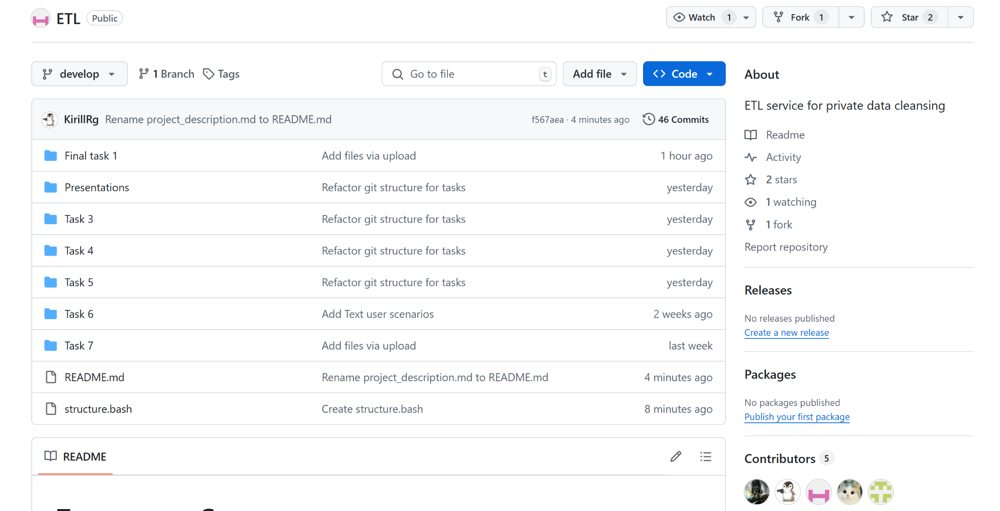 ETL Public Watch 1 Fork 1 Star 2
develop 1 Branch Tags Go to file t Add file Code
KirillRg Rename project_description.md to README.md f567aea · 4 minutes ago 46 Commits
Final task 1 Add files via upload 1 hour ago
Presentations Refactor git structure for tasks yesterday
Task 3 Refactor git structure for tasks yesterday
Task 4 Refactor git structure for tasks yesterday
Task 5 Refactor git structure for tasks yesterday
Task 6 Add Text user scenarios 2 weeks ago
Task 7 Add files via upload last week
README.md Rename project_description.md to README.md 4 minutes ago
structure.bash Create structure.bash 8 minutes ago
README
About
ETL service for private data cleansing
Readme
Activity
2 stars
1 watching
1 fork
Report repository
Releases
No releases published
Create a new release
Packages
No packages published
Publish your first package
Contributors 5